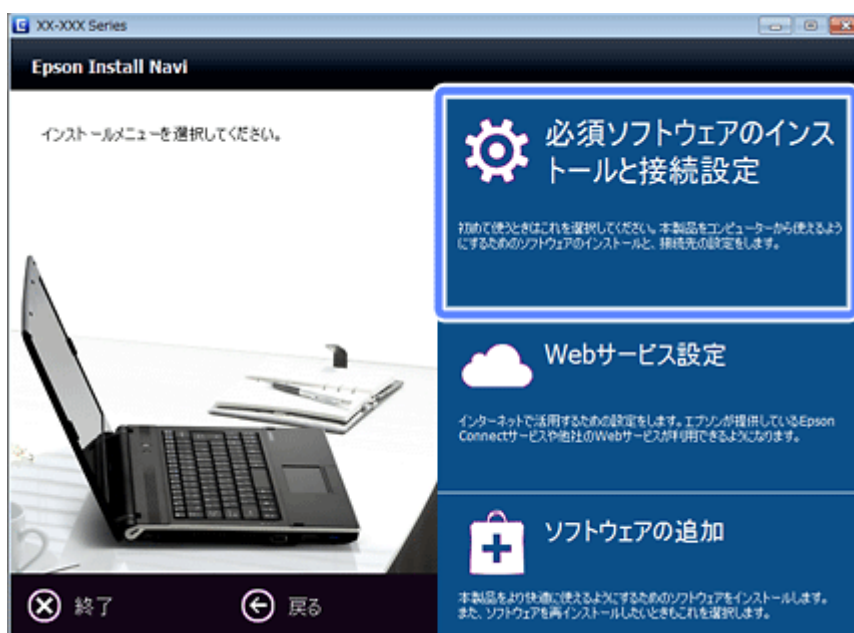 XX-XXX Series
Epson Install Navi
インストールメニューを選択してください。
必須ソフトウェアのインス
トールと接続設定
初めて使うときはこれを選択してください。本製品をコンピューターから使えるよう
にするためのソフトウェアのインストールと、接続先の設定をします。
Webサービス設定
インターネットで活用するための設定をします。エプソンが提供しているEpson
Connectサービスや他社のWebサービスが利用できるようになります。
ソフトウェアの追加
本製品をより快適に使えるようにするためのソフトウェアをインストールします。
また、ソフトウェアを再インストールしたいときもこれを選択します。
終了
戻る